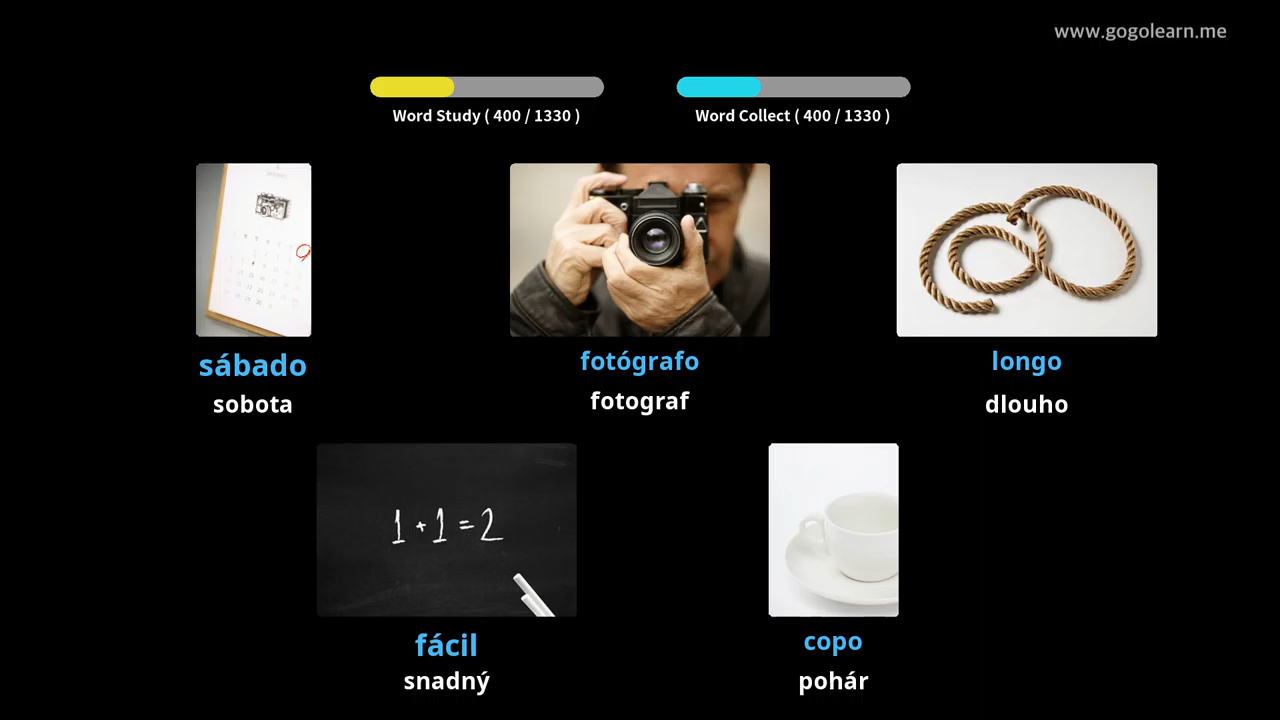 www.gogolearn.me
Word Study ( 400 / 1330 )
Word Collect ( 400 / 1330 )
sábado
sobota
fotógrafo
fotograf
longo
dlouho
1 + 1 = 2
fácil
snadný
copo
pohár